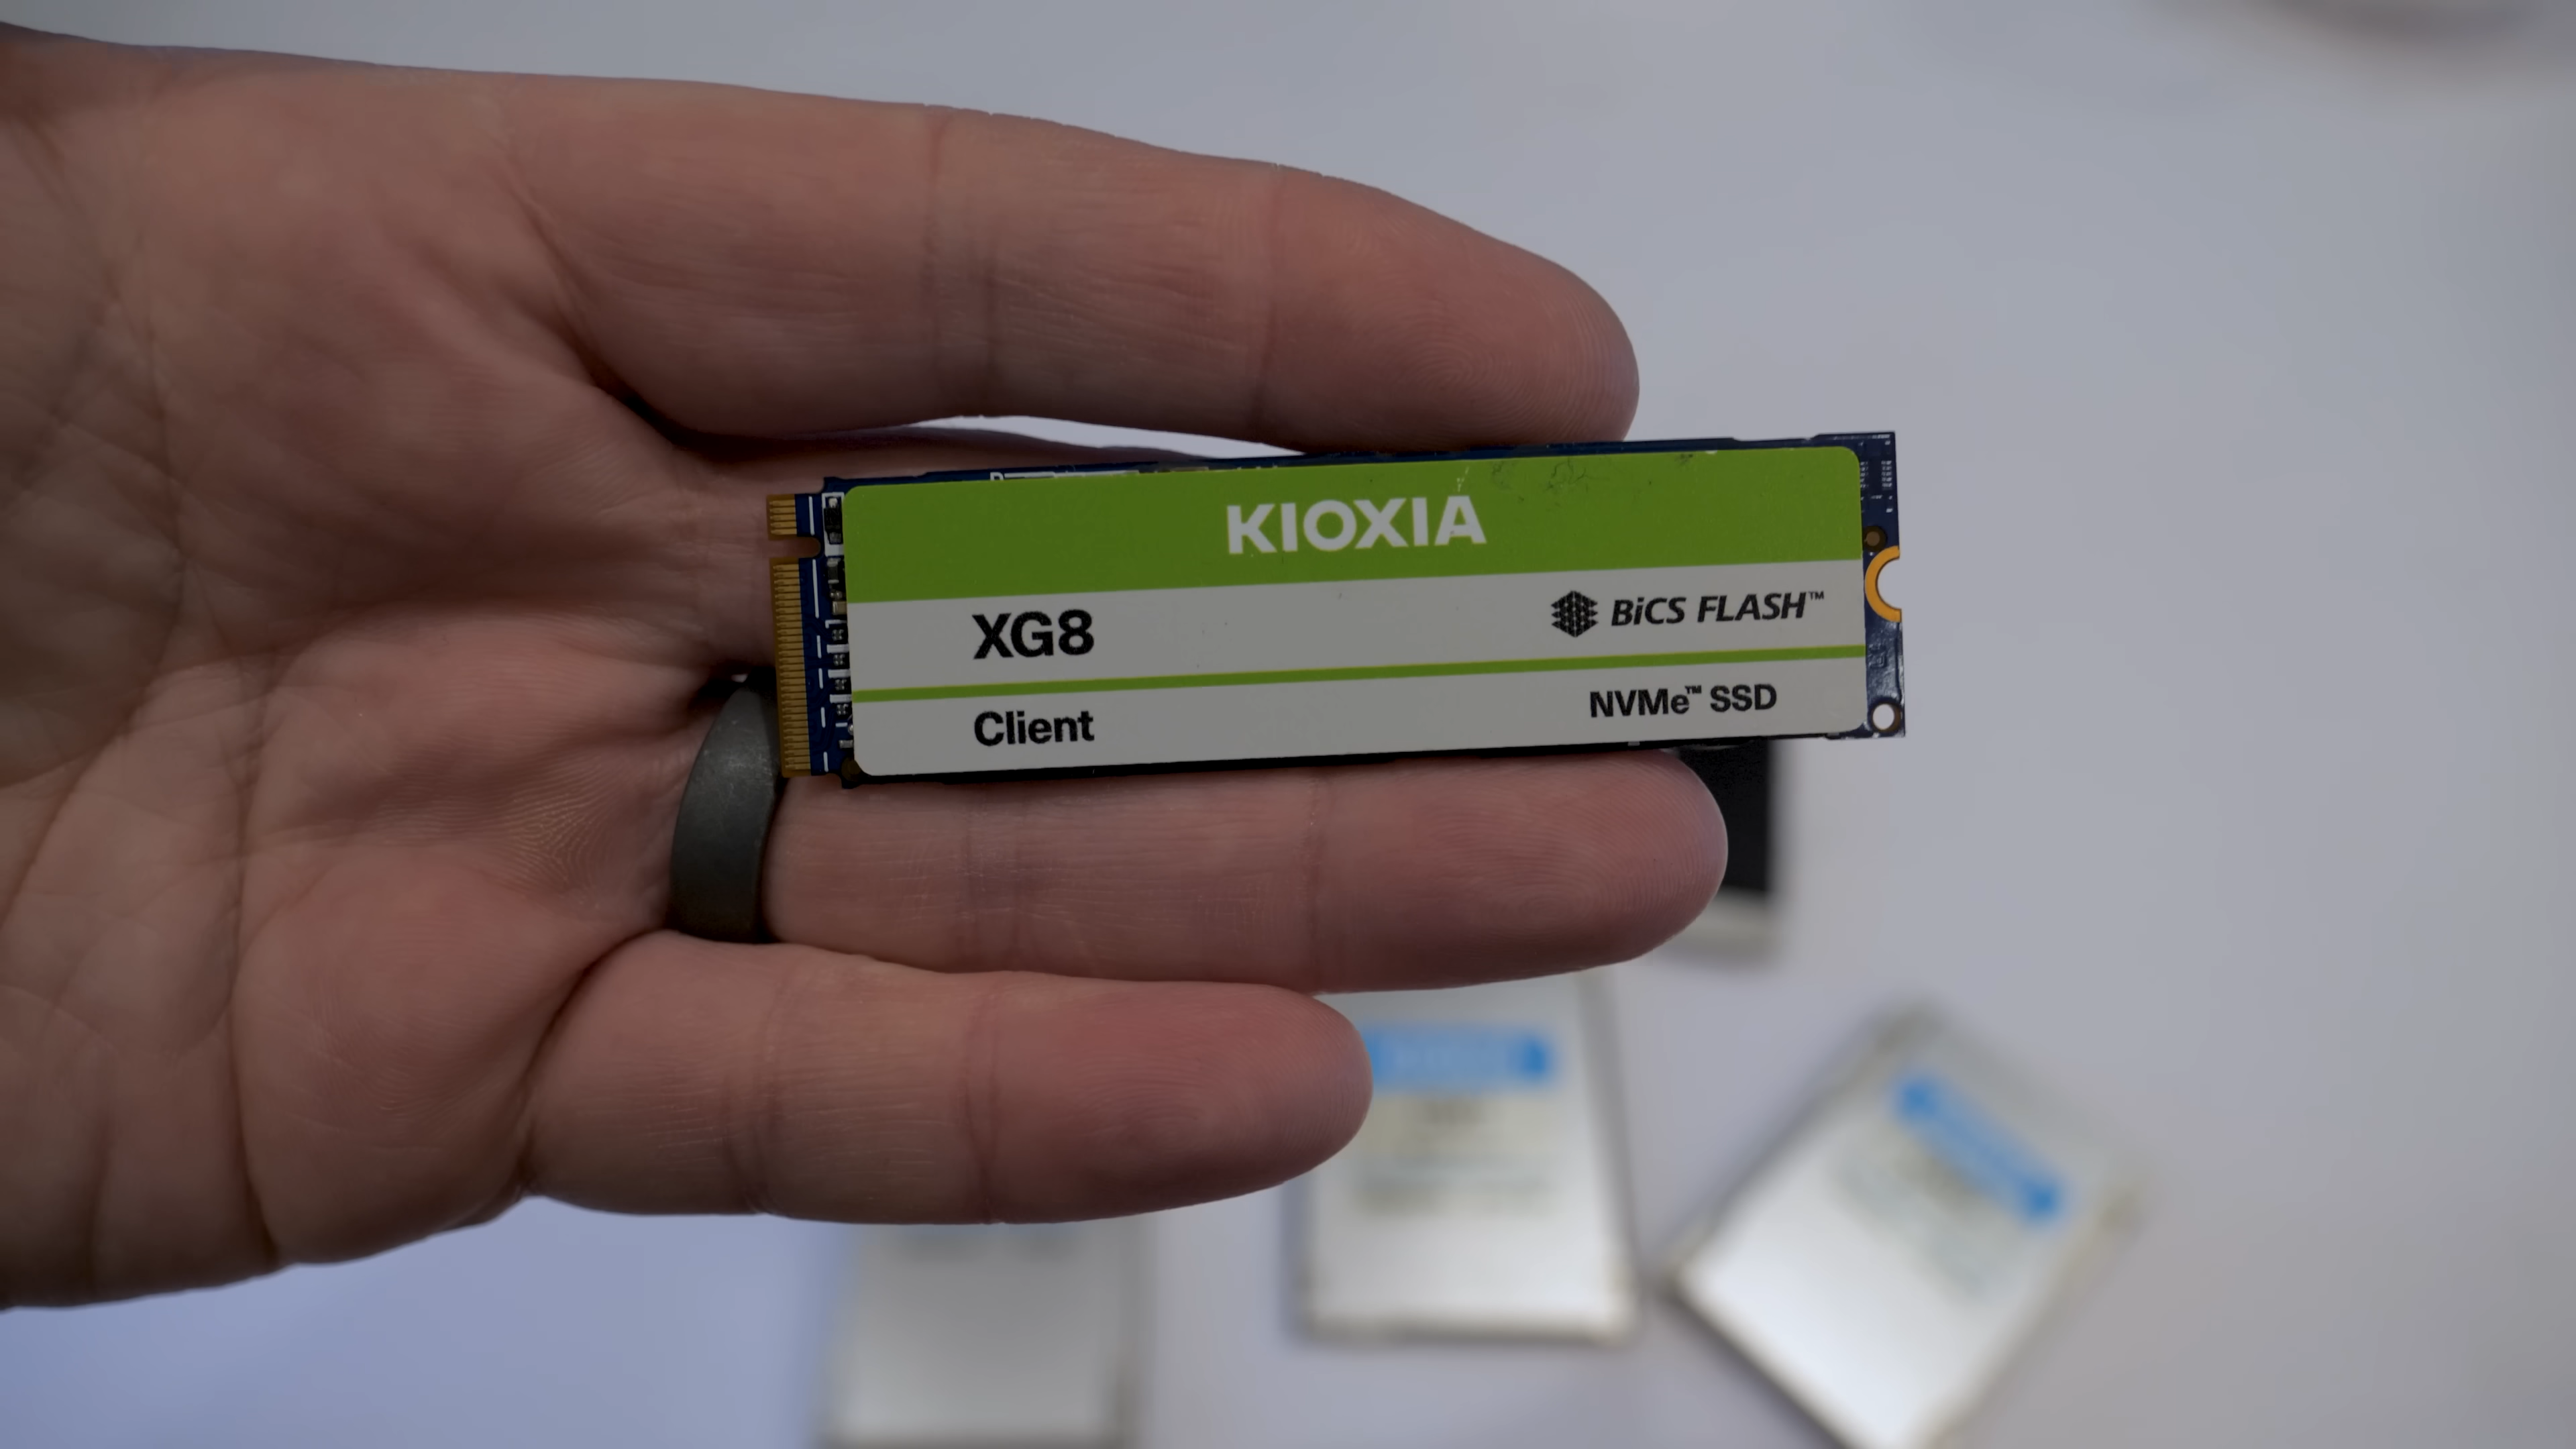 KIOXIA
XG8
BiCS FLASH™
Client
NVMe™ SSD